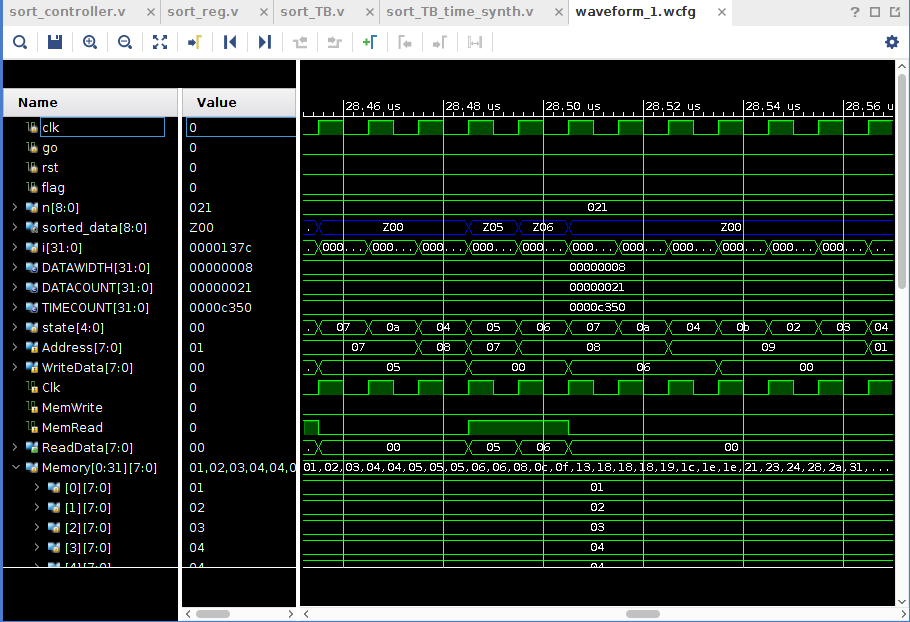 sort_controller.v × sort_reg.v × sort_TB.v × sort_TB_time_synth.v × waveform_1.wcfg × ?
Name Value 28.46 us 28.48 us 28.50 us 28.52 us 28.54 us 28.56 u
clk 0
go 0
rst 0
flag 0
n[8:0] 021 021
sorted_data[8:0] Z00 . Z00 Z05 Z06 Z00
i[31:0] 0000137c . 000... 000... 000... 000... 000... 000... 000... 000... 000... 000... 000... ...
DATAWIDTH[31:0] 00000008 00000008
DATACOUNT[31:0] 00000021 00000021
TIMECOUNT[31:0] 0000c350 0000c350
state[4:0] 00 . 07 0a 04 05 06 07 0a 04 0b 02 03 04
Address[7:0] 01 07 08 07 08 09 01
WriteData[7:0] 00 . 05 00 06 00
Clk 0
MemWrite 0
MemRead 0
ReadData[7:0] 00 . 00 05 06 00
Memory[0:31][7:0] 01,02,03,04,04,0 01,02,03,04,04,05,05,05,06,06,08,0c,0f,13,18,18,18,19,1c,1e,1e,21,23,24,28,2a,31,...
[0][7:0] 01 01
[1][7:0] 02 02
[2][7:0] 03 03
[3][7:0] 04 04
[4][7:0] 04 04